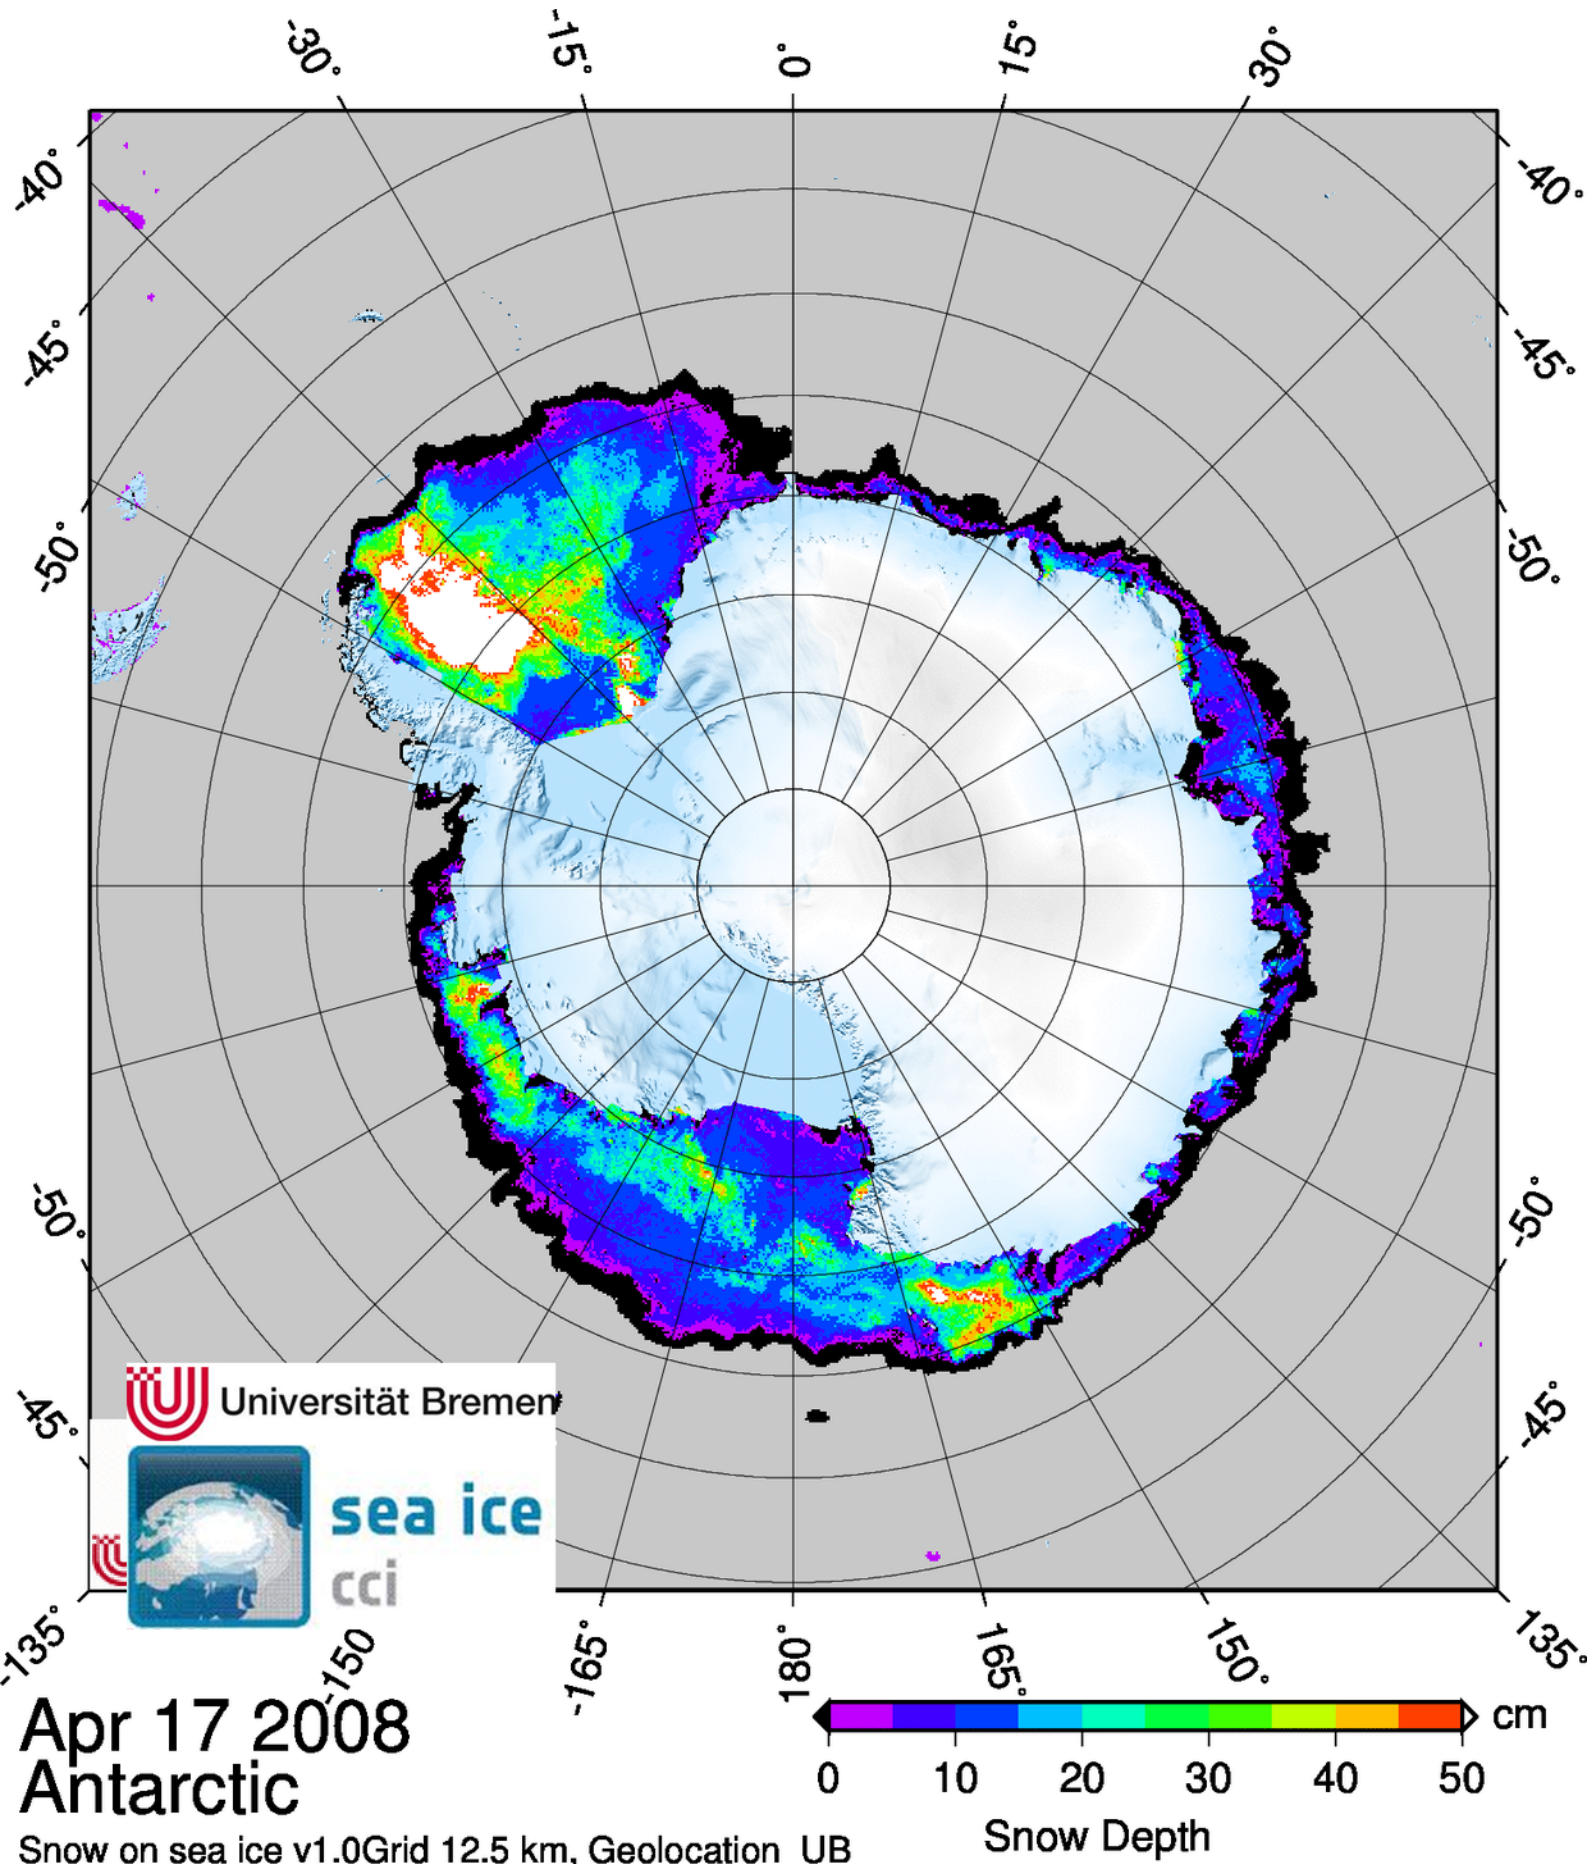 -30° -15° 0° 15° 30°
-40° -40°
-45° -45°
-50° -50°
-50° -50°
-45° -45°
Universität Bremen
sea ice
cci
-135° -150 -165° 180° 165° 150° 135°
Apr 17 2008
Antarctic
Snow on sea ice v1.0Grid 12.5 km, Geolocation UB
cm
0 10 20 30 40 50
Snow Depth